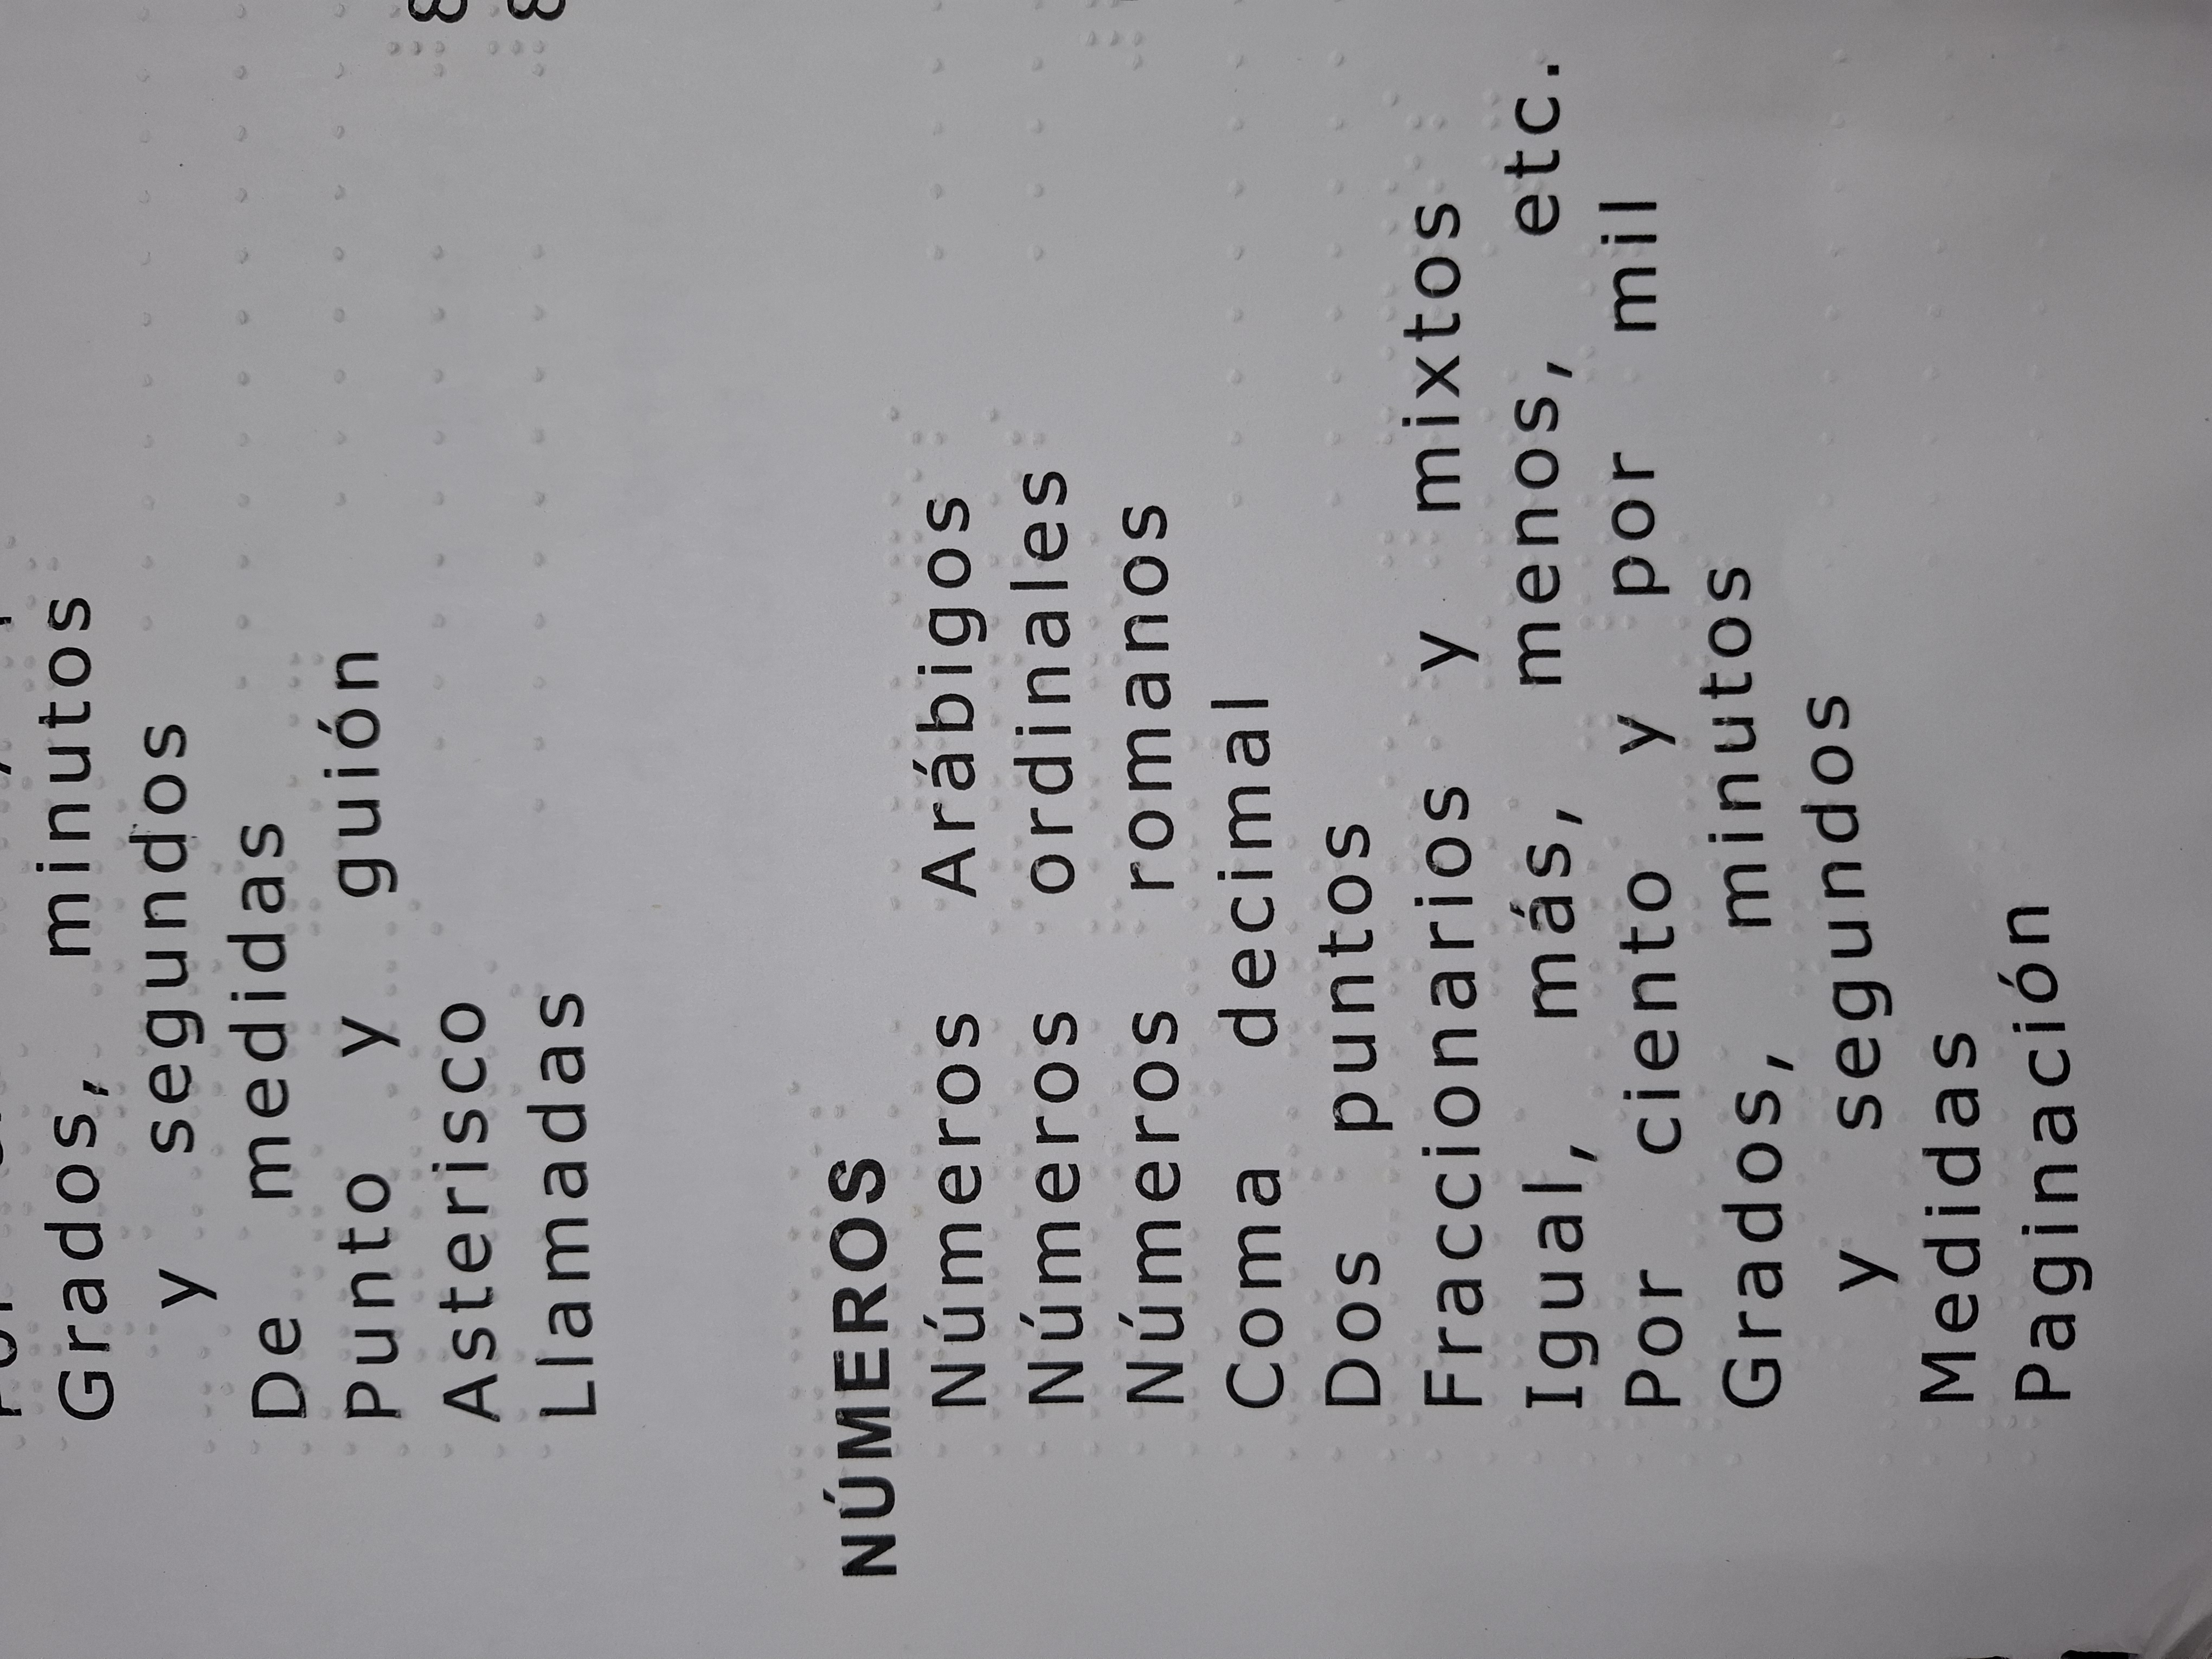 Grados, minutos
y segundos
De medidas
Punto y guión
Asterisco
Llamadas
NÚMEROS
Números Arábigos
Números ordinales
Números romanos
Coma decimal
Dos puntos
Fraccionarios y mixtos
Igual, más, menos, etc.
Por ciento y por mil
Grados, minutos
y segundos
Medidas
Paginación